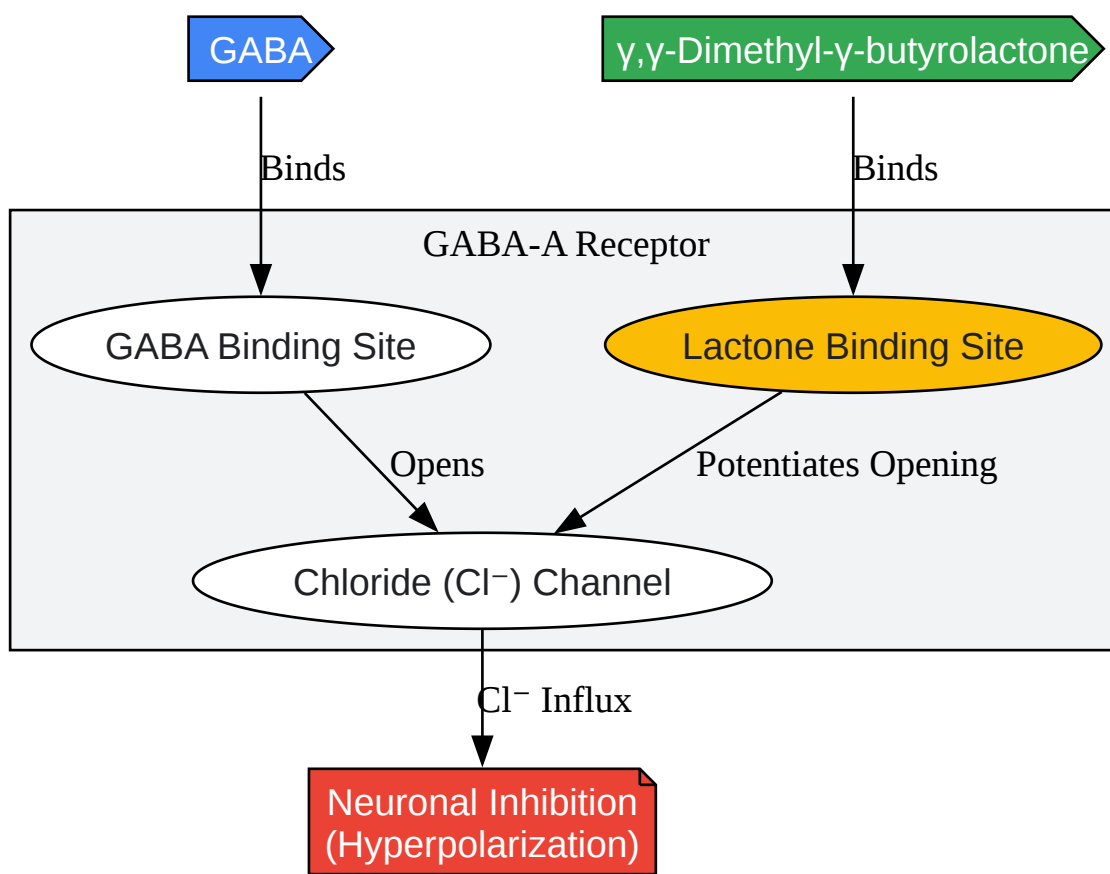 GABA
γ,γ-Dimethyl-γ-butyrolactone
Binds
Binds
GABA-A Receptor
GABA Binding Site
Lactone Binding Site
Opens
Potentiates Opening
Chloride (Cl⁻) Channel
Cl⁻ Influx
Neuronal Inhibition
(Hyperpolarization)